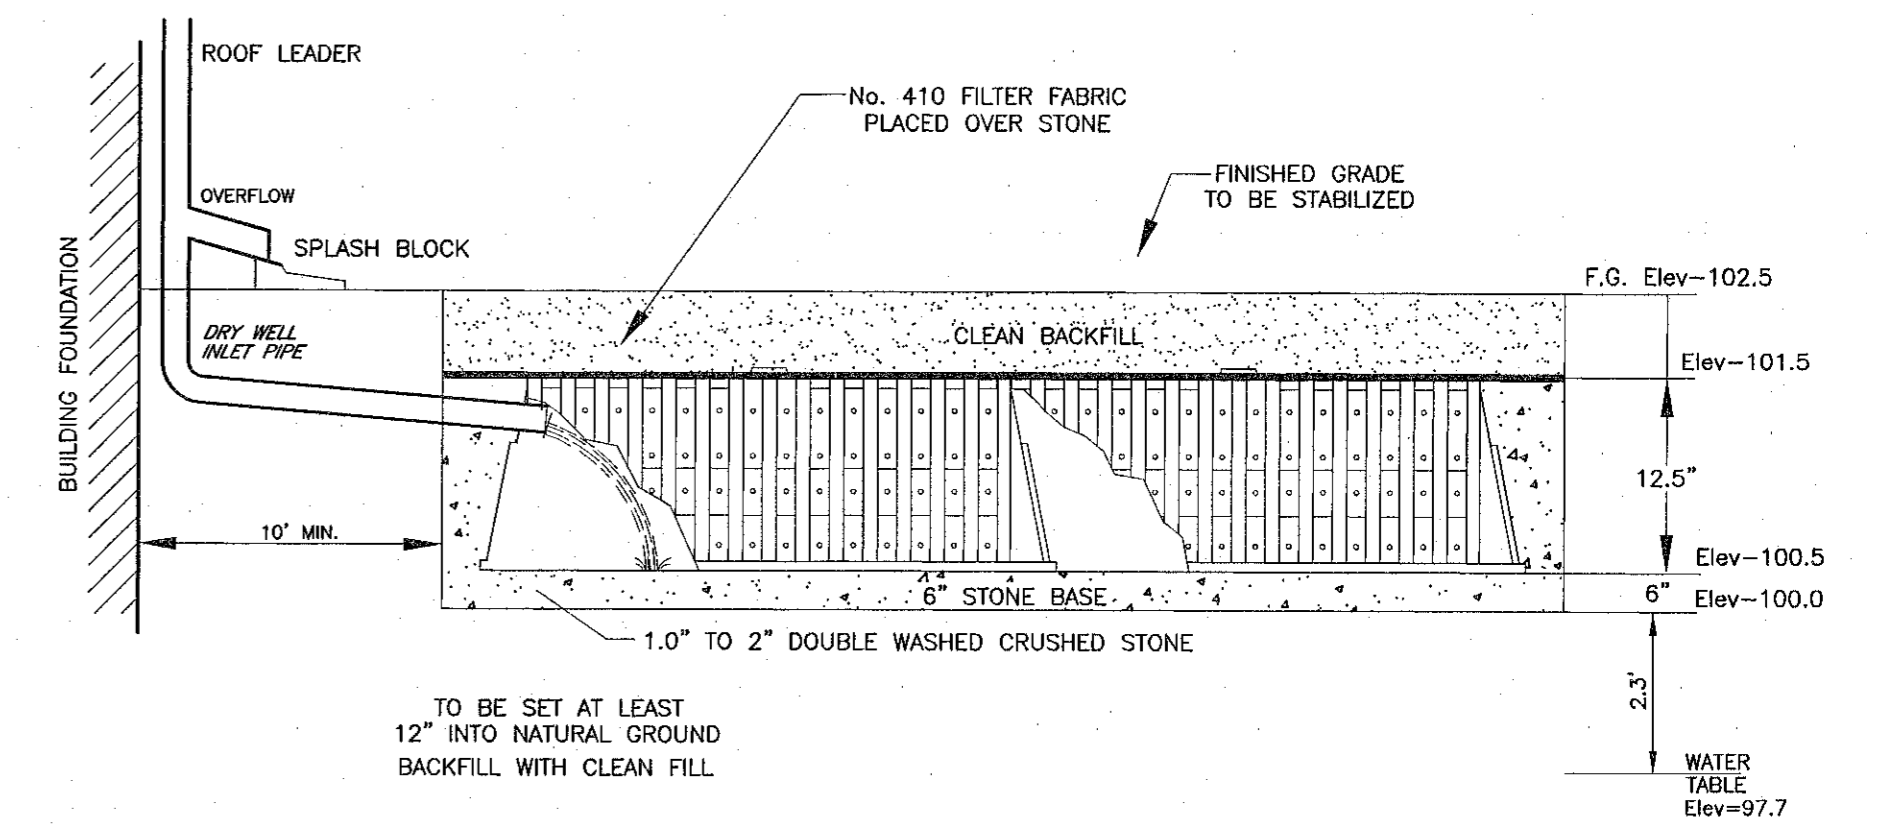 ROOF LEADER
No. 410 FILTER FABRIC
PLACED OVER STONE
FINISHED GRADE
TO BE STABILIZED
OVERFLOW
SPLASH BLOCK
F.G. Elev-102.5
BUILDING FOUNDATION
DRY WELL
INLET PIPE
CLEAN BACKFILL
Elev-101.5
12.5"
10' MIN.
Elev-100.5
6" STONE BASE
6"
Elev-100.0
1.0" TO 2" DOUBLE WASHED CRUSHED STONE
2.3'
TO BE SET AT LEAST
12" INTO NATURAL GROUND
BACKFILL WITH CLEAN FILL
WATER
TABLE
Elev=97.7